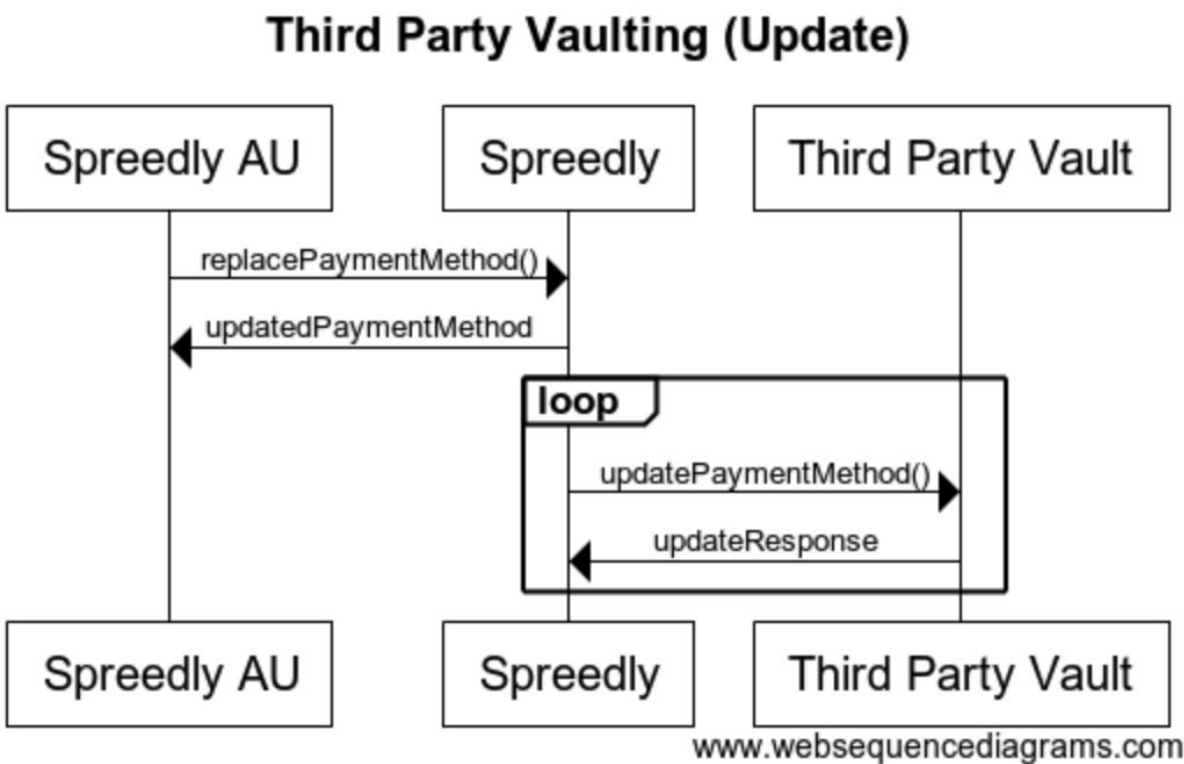 Third Party Vaulting (Update)
Spreedly AU
Spreedly
Third Party Vault
replacePaymentMethod()
updatedPaymentMethod
loop
updatePaymentMethod()
updateResponse
Spreedly AU
Spreedly
Third Party Vault
www.websequencediagrams.com